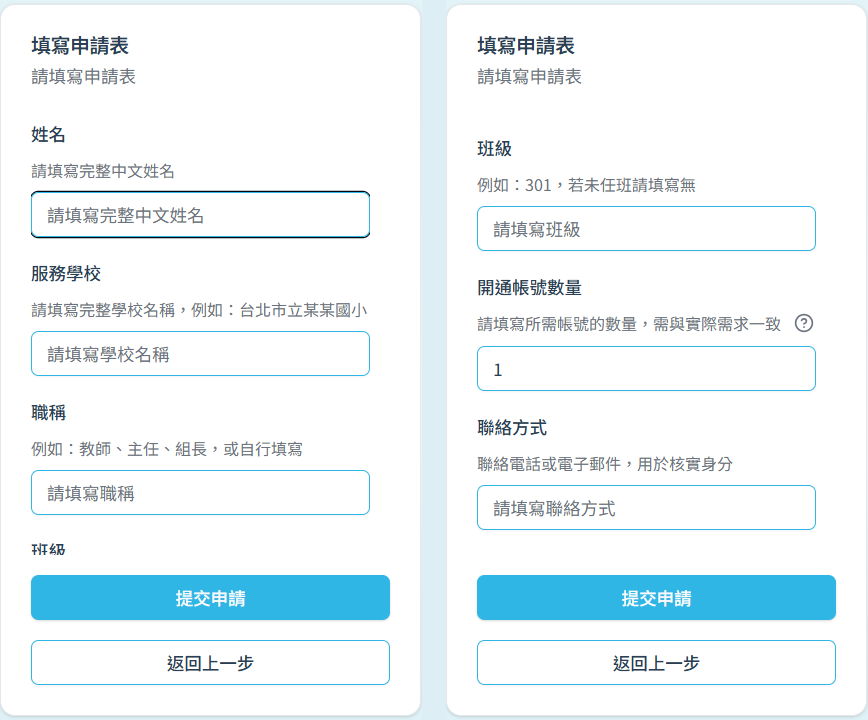 填寫申請表
請填寫申請表
姓名
請填寫完整中文姓名
請填寫完整中文姓名
服務學校
請填寫完整學校名稱，例如：台北市立某某國小
請填寫學校名稱
職稱
例如：教師、主任、組長，或自行填寫
請填寫職稱
班級
提交申請
返回上一步
填寫申請表
請填寫申請表
班級
例如：301，若未任班請填寫無
請填寫班級
開通帳號數量
請填寫所需帳號的數量，需與實際需求一致
1
聯絡方式
聯絡電話或電子郵件，用於核實身分
請填寫聯絡方式
提交申請
返回上一步